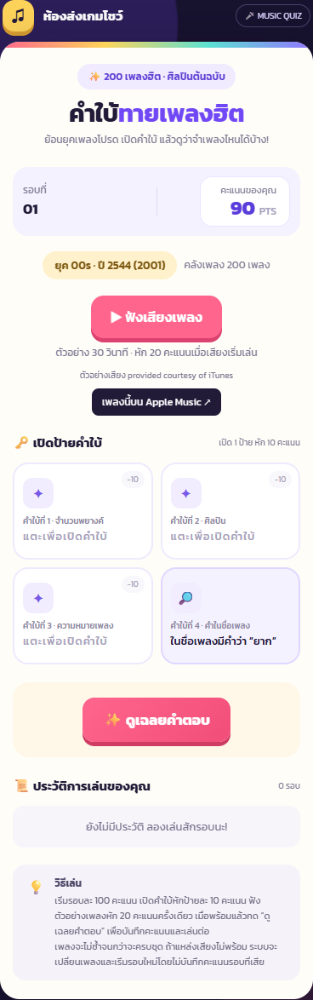 ห้องส่งเกมโชว์
MUSIC QUIZ
200 เพลงฮิต · ศิลปินต้นฉบับ
คำใบ้ทายเพลงฮิต
ย้อนยุคเพลงโปรด เปิดคำใบ้ แล้วดูว่าจำเพลงไหนได้บ้าง!
รอบที่
01
คะแนนของคุณ
90 PTS
ยุค 00s · ปี 2544 (2001)
คลังเพลง 200 เพลง
▶ ฟังเสียงเพลง
ตัวอย่าง 30 วินาที · หัก 20 คะแนนเมื่อเสียงเริ่มเล่น
ตัวอย่างเสียง provided courtesy of iTunes
เพลงนี้บน Apple Music ↗
เปิดป้ายคำใบ้
เปิด 1 ป้าย หัก 10 คะแนน
-10
คำใบ้ที่ 1 · จำนวนพยางค์
แตะเพื่อเปิดคำใบ้
-10
คำใบ้ที่ 2 · ศิลปิน
แตะเพื่อเปิดคำใบ้
-10
คำใบ้ที่ 3 · ความหมายเพลง
แตะเพื่อเปิดคำใบ้
คำใบ้ที่ 4 · คำในชื่อเพลง
ในชื่อเพลงมีคำว่า “ยาก”
ดูเฉลยคำตอบ
ประวัติการเล่นของคุณ
0 รอบ
ยังไม่มีประวัติ ลองเล่นสักรอบนะ!
วิธีเล่น
เริ่มรอบละ 100 คะแนน เปิดคำใบ้หักป้ายละ 10 คะแนน ฟัง
ตัวอย่างเพลงหัก 20 คะแนนครั้งเดียว เมื่อพร้อมแล้วกด “ดู
เฉลยคำตอบ” เพื่อบันทึกคะแนนและเล่นต่อ
เพลงจะไม่ซ้ำจนกว่าจะครบชุด ถ้าแหล่งเสียงไม่พร้อม ระบบจะ
เปลี่ยนเพลงและเริ่มรอบใหม่โดยไม่บันทึกคะแนนรอบที่เสีย